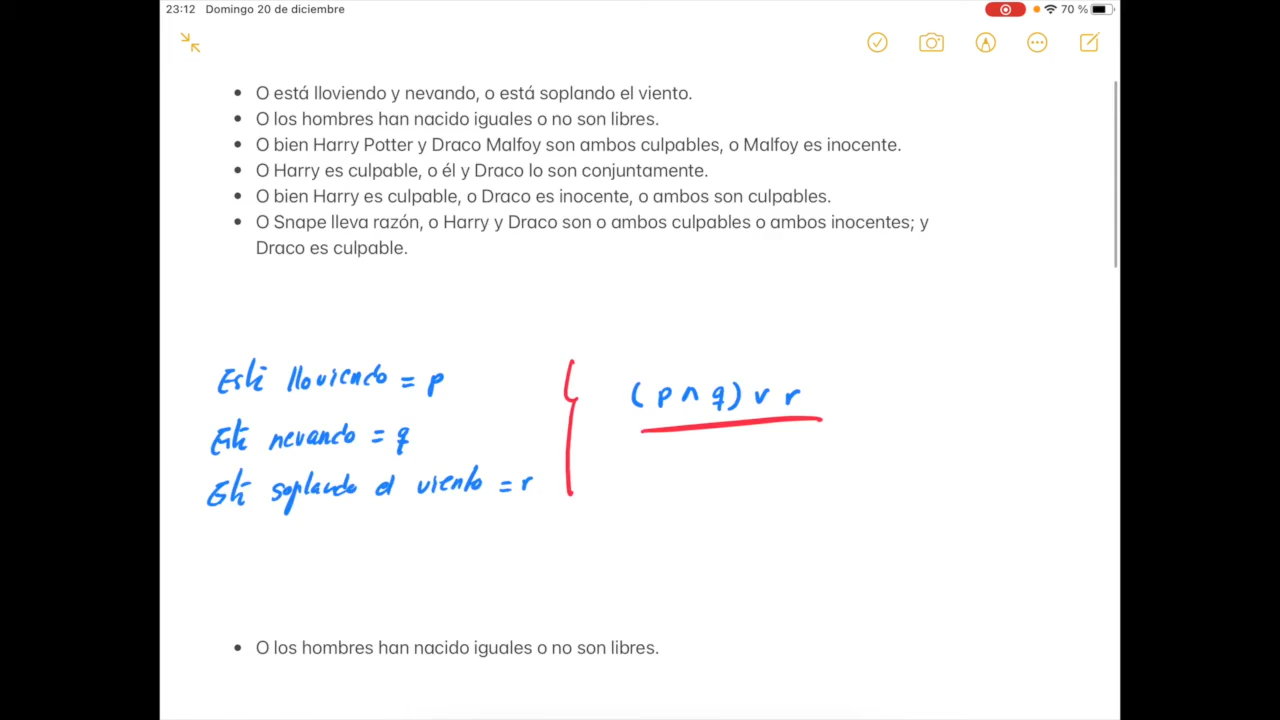 23:12 Domingo 20 de diciembre 70 %
• O está lloviendo y nevando, o está soplando el viento.
• O los hombres han nacido iguales o no son libres.
• O bien Harry Potter y Draco Malfoy son ambos culpables, o Malfoy es inocente.
• O Harry es culpable, o él y Draco lo son conjuntamente.
• O bien Harry es culpable, o Draco es inocente, o ambos son culpables.
• O Snape lleva razón, o Harry y Draco son o ambos culpables o ambos inocentes; y
Draco es culpable.
Está lloviendo = p
(p ∧ q) ∨ r
Está nevando = q
Está soplando el viento = r
• O los hombres han nacido iguales o no son libres.